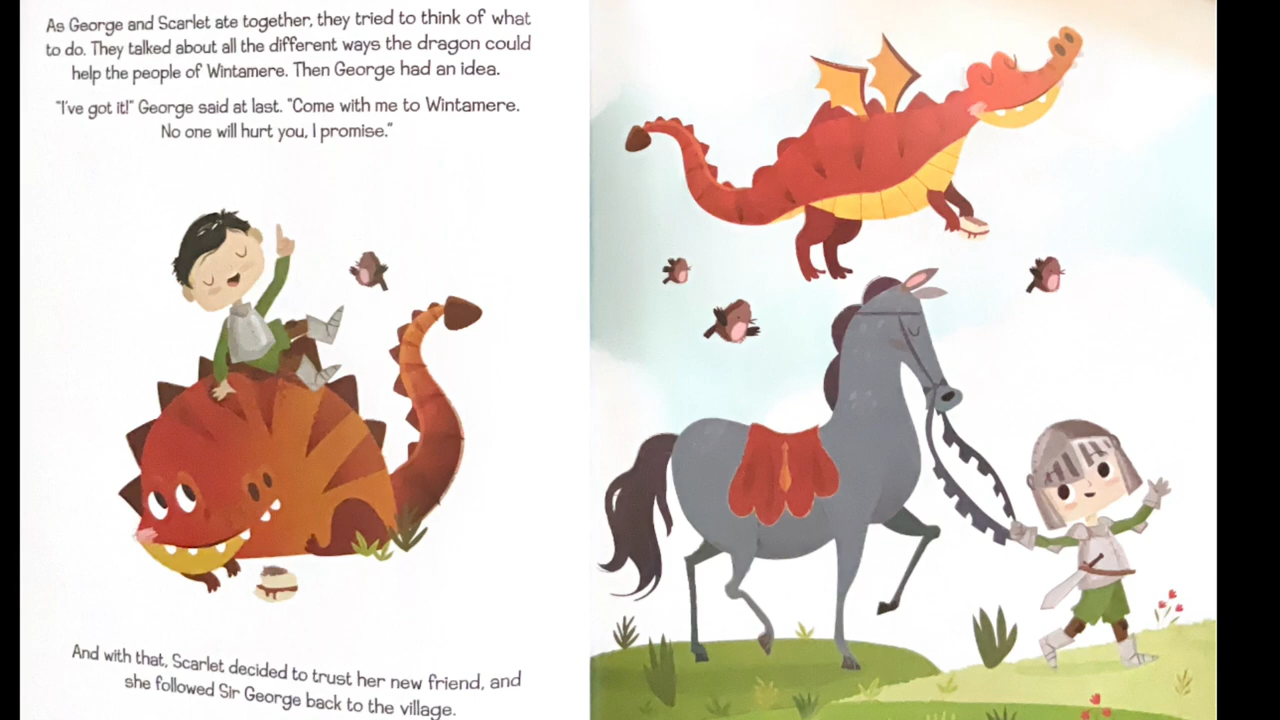 As George and Scarlet ate together, they tried to think of what
to do. They talked about all the different ways the dragon could
help the people of Wintamere. Then George had an idea.
"I've got it!" George said at last. "Come with me to Wintamere.
No one will hurt you, I promise."
And with that, Scarlet decided to trust her new friend, and
she followed Sir George back to the village.